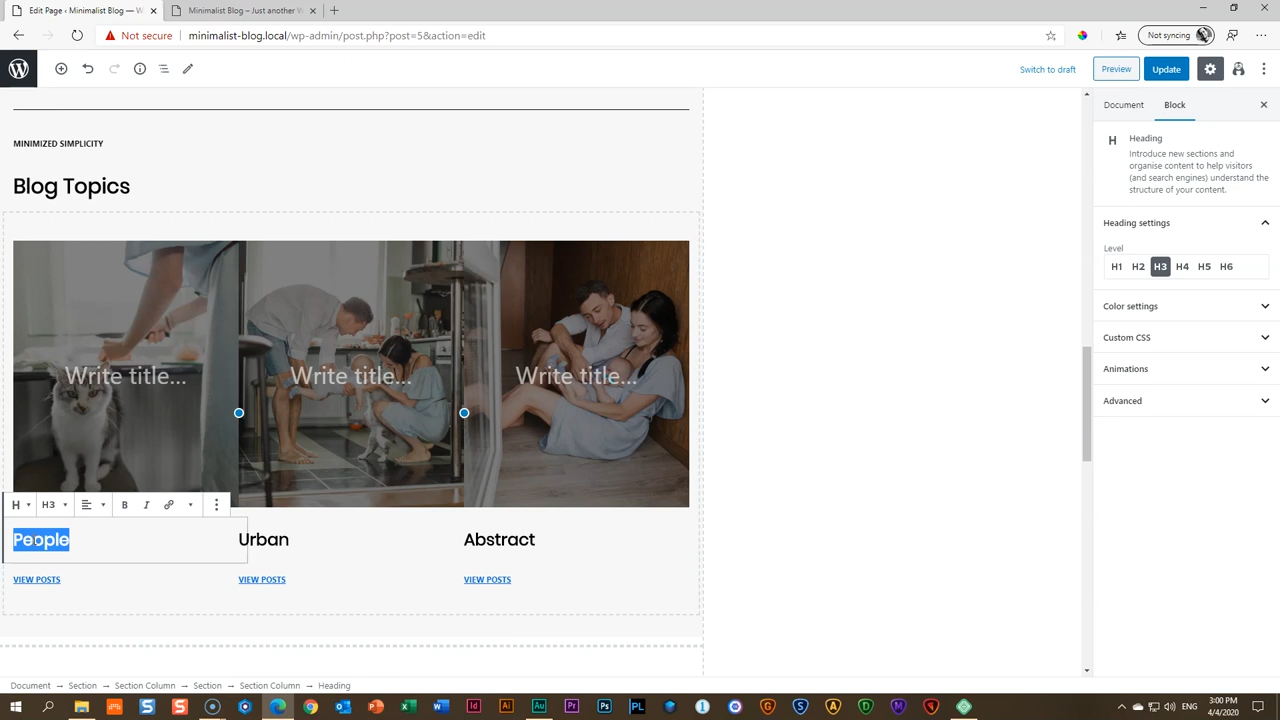 Edit Page ‹ Minimalist Blog — W
Minimalist Blog – Just another W
Not secure
minimalist-blog.local/wp-admin/post.php?post=5&action=edit
Not syncing
Switch to draft
Preview
Update
Document
Block
MINIMIZED SIMPLICITY
Blog Topics
H
Heading
Introduce new sections and
organise content to help visitors
(and search engines) understand the
structure of your content.
Heading settings
Level
H1 H2 H3 H4 H5 H6
Color settings
Custom CSS
Animations
Advanced
Write title...
Write title...
Write title...
H H3 B I
People
Urban
Abstract
VIEW POSTS
VIEW POSTS
VIEW POSTS
Document → Section → Section Column → Section → Section Column → Heading
ENG
3:00 PM
4/4/2020